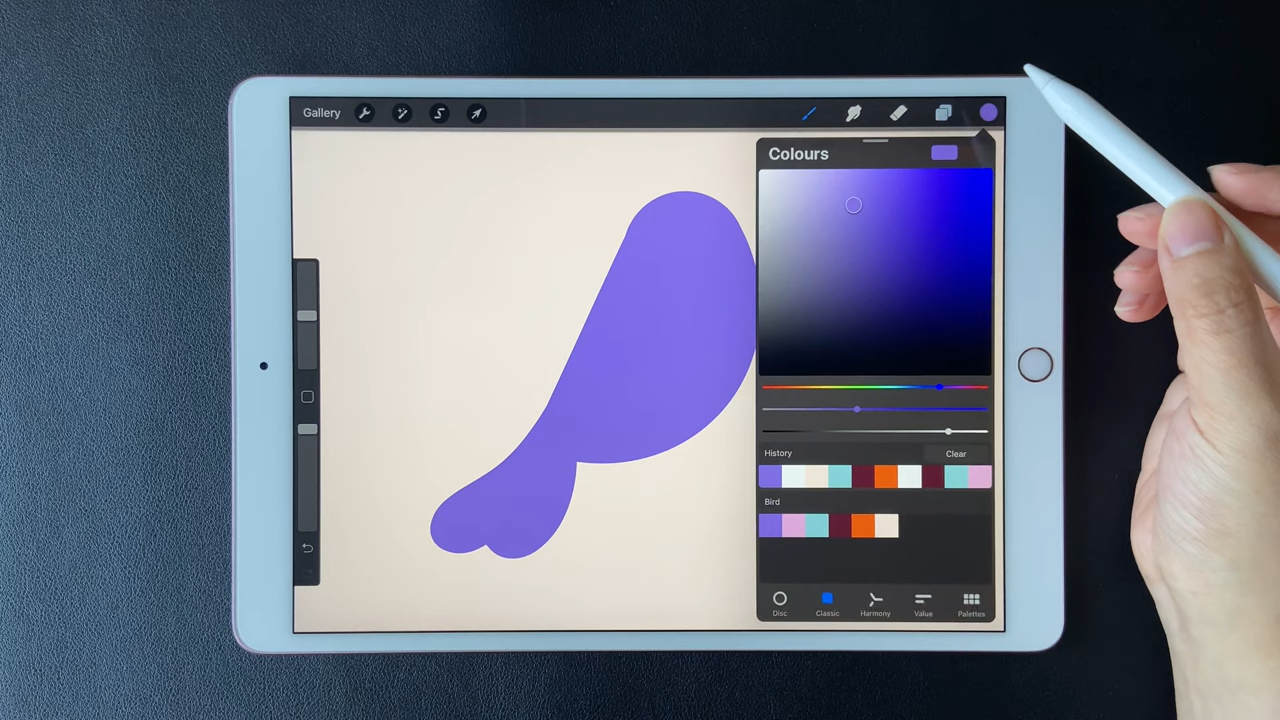 Gallery
Colours
History
Clear
Bird
Disc
Classic
Harmony
Value
Palettes